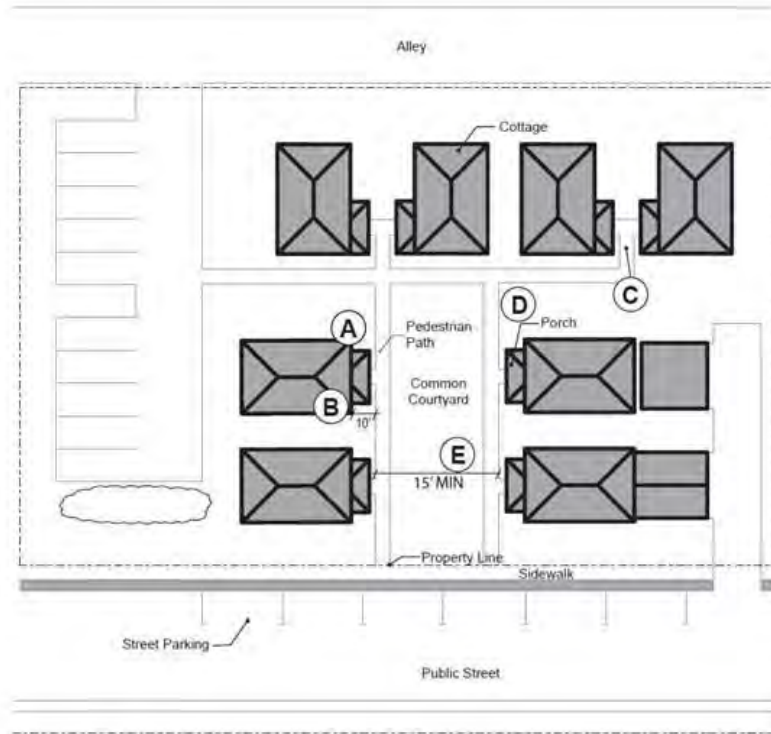 Alley
Cottage
C
A
D
Pedestrian
Path
Porch
Common
Courtyard
B
10'
E
15' MIN
Property Line
Sidewalk
Street Parking
Public Street